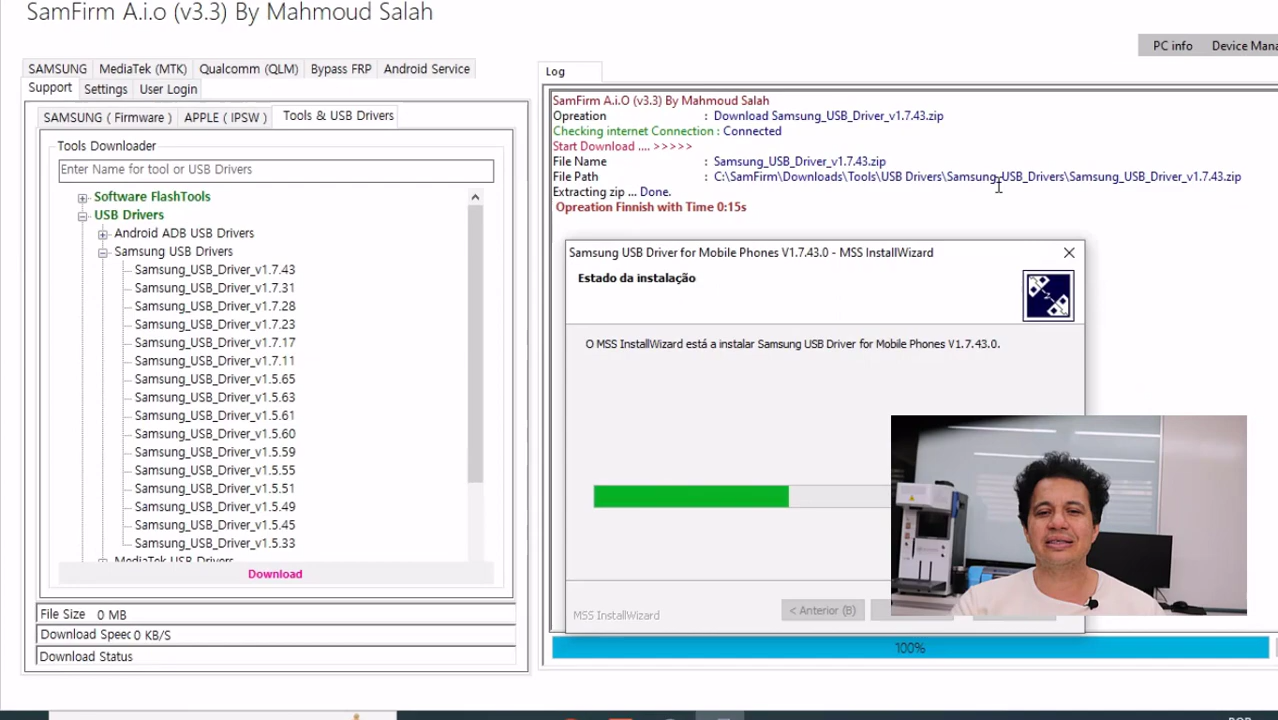 SamFirm A.i.o (v3.3) By Mahmoud Salah
PC info Device Mana
SAMSUNG MediaTek (MTK) Qualcomm (QLM) Bypass FRP Android Service
Support Settings User Login
SAMSUNG ( Firmware ) APPLE ( IPSW ) Tools & USB Drivers
Tools Downloader
Enter Name for tool or USB Drivers
Software FlashTools
USB Drivers
Android ADB USB Drivers
Samsung USB Drivers
Samsung_USB_Driver_v1.7.43
Samsung_USB_Driver_v1.7.31
Samsung_USB_Driver_v1.7.28
Samsung_USB_Driver_v1.7.23
Samsung_USB_Driver_v1.7.17
Samsung_USB_Driver_v1.7.11
Samsung_USB_Driver_v1.5.65
Samsung_USB_Driver_v1.5.63
Samsung_USB_Driver_v1.5.61
Samsung_USB_Driver_v1.5.60
Samsung_USB_Driver_v1.5.59
Samsung_USB_Driver_v1.5.55
Samsung_USB_Driver_v1.5.51
Samsung_USB_Driver_v1.5.49
Samsung_USB_Driver_v1.5.45
Samsung_USB_Driver_v1.5.33
MediaTek USB Drivers
Download
File Size 0 MB
Download Speec 0 KB/S
Download Status
Log
SamFirm A.i.O (v3.3) By Mahmoud Salah
Opreation : Download Samsung_USB_Driver_v1.7.43.zip
Checking internet Connection : Connected
Start Download .... >>>>>
File Name : Samsung_USB_Driver_v1.7.43.zip
File Path : C:\SamFirm\Downloads\Tools\USB Drivers\Samsung_USB_Drivers\Samsung_USB_Driver_v1.7.43.zip
Extracting zip ... Done.
Opreation Finnish with Time 0:15s
Samsung USB Driver for Mobile Phones V1.7.43.0 - MSS InstallWizard
Estado da instalação
O MSS InstallWizard está a instalar Samsung USB Driver for Mobile Phones V1.7.43.0.
MSS InstallWizard
< Anterior (B)
100%